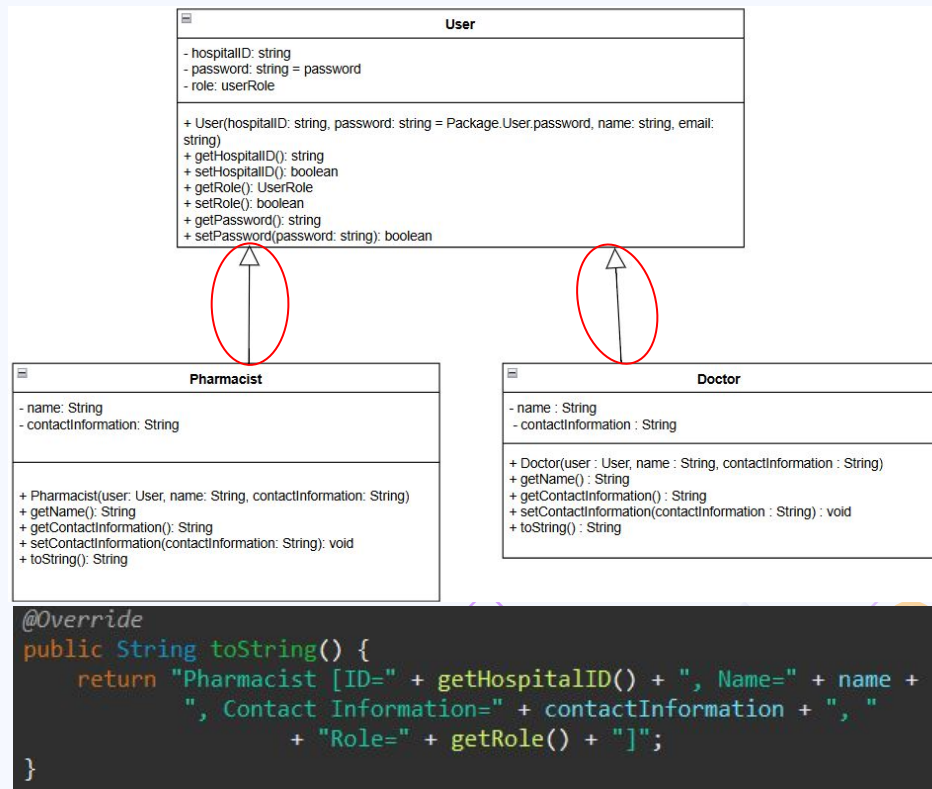 User
- hospitalID: string
- password: string = password
- role: userRole
+ User(hospitalID: string, password: string = Package.User.password, name: string, email:
string)
+ getHospitalID(): string
+ setHospitalID(): boolean
+ getRole(): UserRole
+ setRole(): boolean
+ getPassword(): string
+ setPassword(password: string): boolean
Pharmacist
- name: String
- contactInformation: String
+ Pharmacist(user: User, name: String, contactInformation: String)
+ getName(): String
+ getContactInformation(): String
+ setContactInformation(contactInformation: String): void
+ toString(): String
Doctor
- name : String
- contactInformation : String
+ Doctor(user : User, name : String, contactInformation : String)
+ getName() : String
+ getContactInformation() : String
+ setContactInformation(contactInformation : String) : void
+ toString() : String
@Override
public String toString() {
return "Pharmacist [ID=" + getHospitalID() + ", Name=" + name +
", Contact Information=" + contactInformation + ", "
+ "Role=" + getRole() + "]";
}